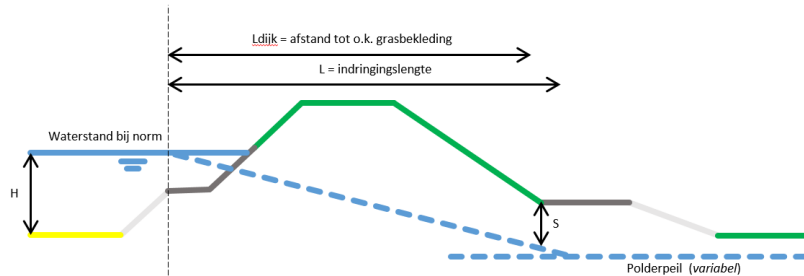 Ldijk = afstand tot o.k. grasbekleding
L = indringingslengte
Waterstand bij norm
H
S
Polderpeil (variabel)